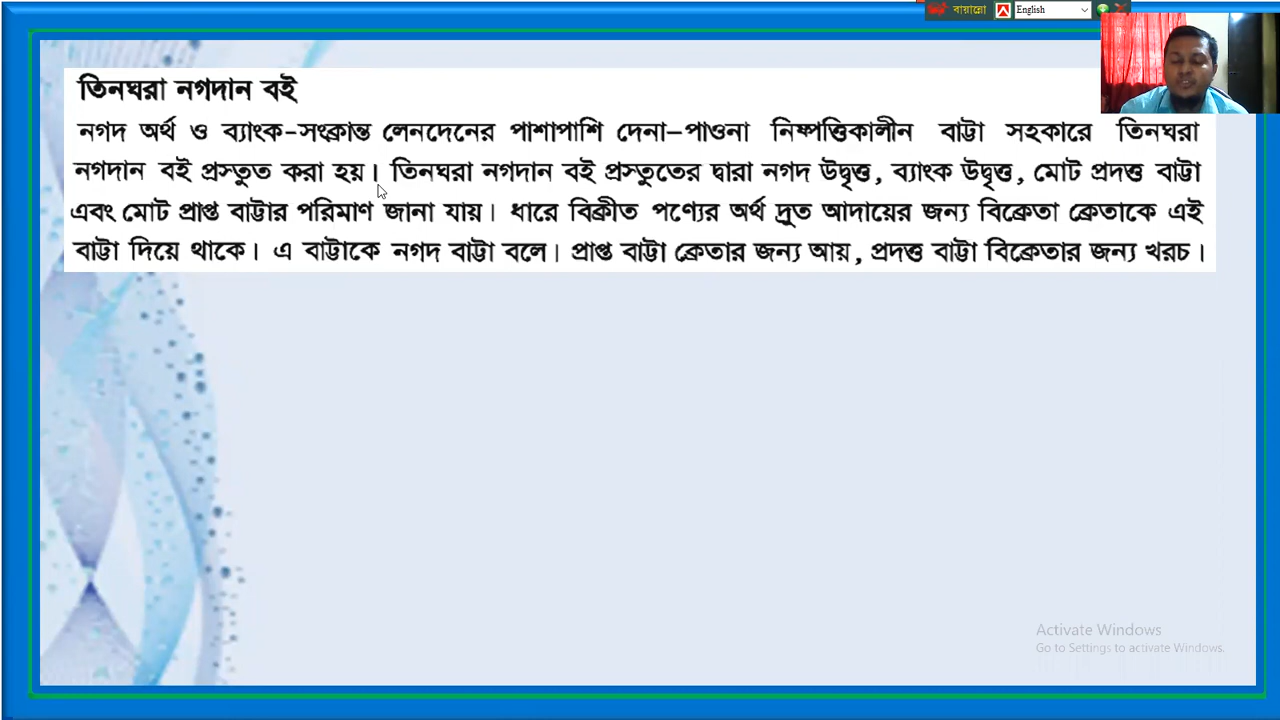 বায়ান্নো
English
তিনঘরা নগদান বই
নগদ অর্থ ও ব্যাংক-সংক্রান্ত লেনদেনের পাশাপাশি দেনা-পাওনা নিষ্পত্তিকালীন বাট্টা সহকারে তিনঘরা
নগদান বই প্রস্তুত করা হয়। তিনঘরা নগদান বই প্রস্তুতের দ্বারা নগদ উদ্বৃত্ত, ব্যাংক উদ্বৃত্ত, মোট প্রদত্ত বাট্টা
এবং মোট প্রাপ্ত বাট্টার পরিমাণ জানা যায়। ধারে বিক্রীত পণ্যের অর্থ দ্রুত আদায়ের জন্য বিক্রেতা ক্রেতাকে এই
বাট্টা দিয়ে থাকে। এ বাট্টাকে নগদ বাট্টা বলে। প্রাপ্ত বাট্টা ক্রেতার জন্য আয়, প্রদত্ত বাট্টা বিক্রেতার জন্য খরচ।
Activate Windows
Go to Settings to activate Windows.